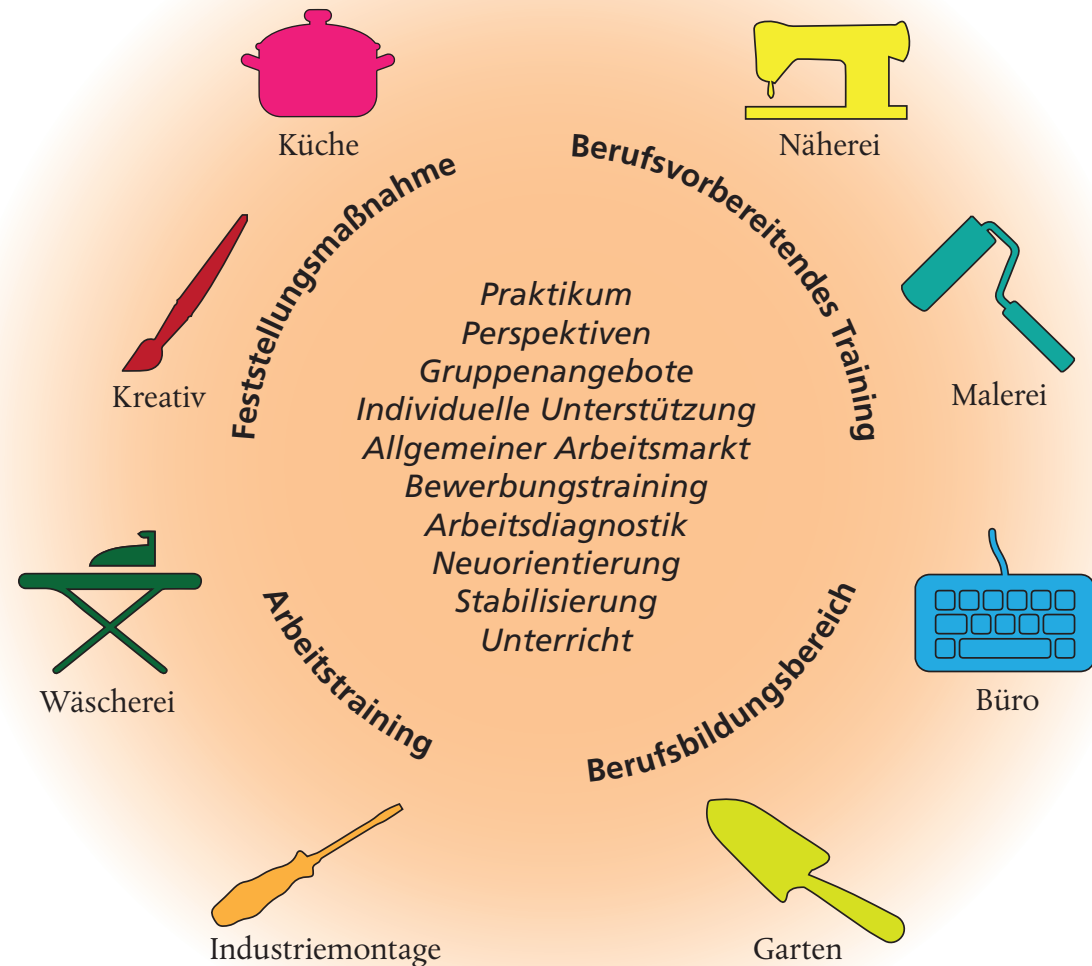 Küche
Näherei
Feststellungsmaßnahme
Berufsvorbereitendes Training
Kreativ
Malerei
Praktikum
Perspektiven
Gruppenangebote
Individuelle Unterstützung
Allgemeiner Arbeitsmarkt
Bewerbungstraining
Arbeitsdiagnostik
Neuorientierung
Stabilisierung
Unterricht
Arbeitstraining
Berufsbildungsbereich
Wäscherei
Büro
Industriemontage
Garten